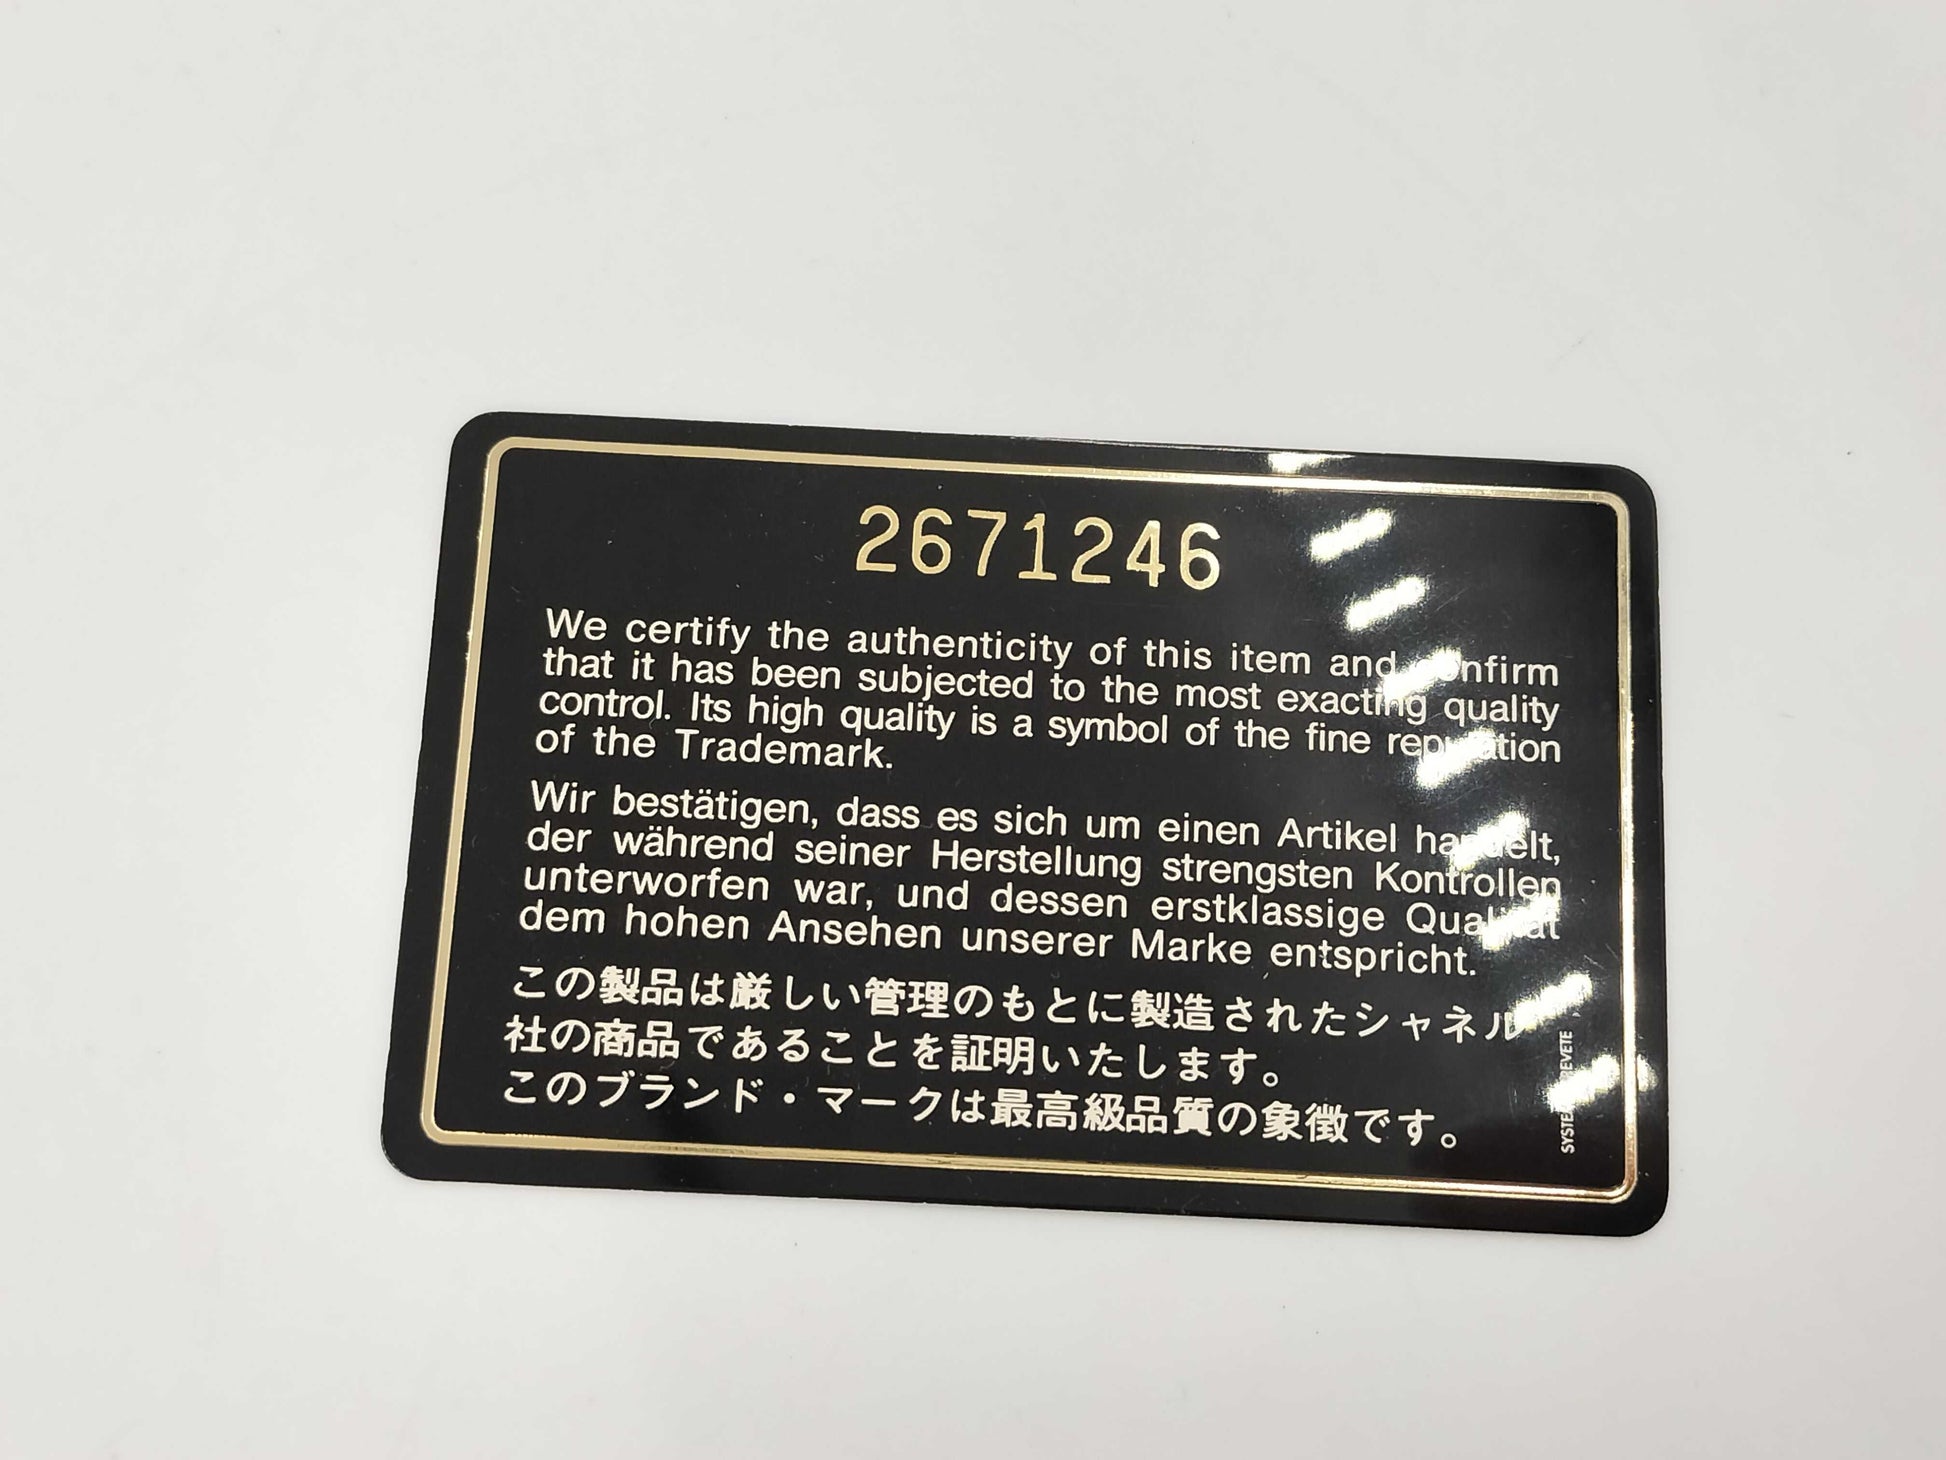 2671246
We certify the authenticity of this item and confirm
that it has been subjected to the most exacting quality
control. Its high quality is a symbol of the fine reputation
of the Trademark.
Wir bestätigen, dass es sich um einen Artikel handelt,
der während seiner Herstellung strengsten Kontrollen
unterworfen war, und dessen erstklassige Qualität
dem hohen Ansehen unserer Marke entspricht.
この製品は厳しい管理のもとに製造されたシャネル
社の商品であることを証明いたします。
このブランド・マークは最高級品質の象徴です。